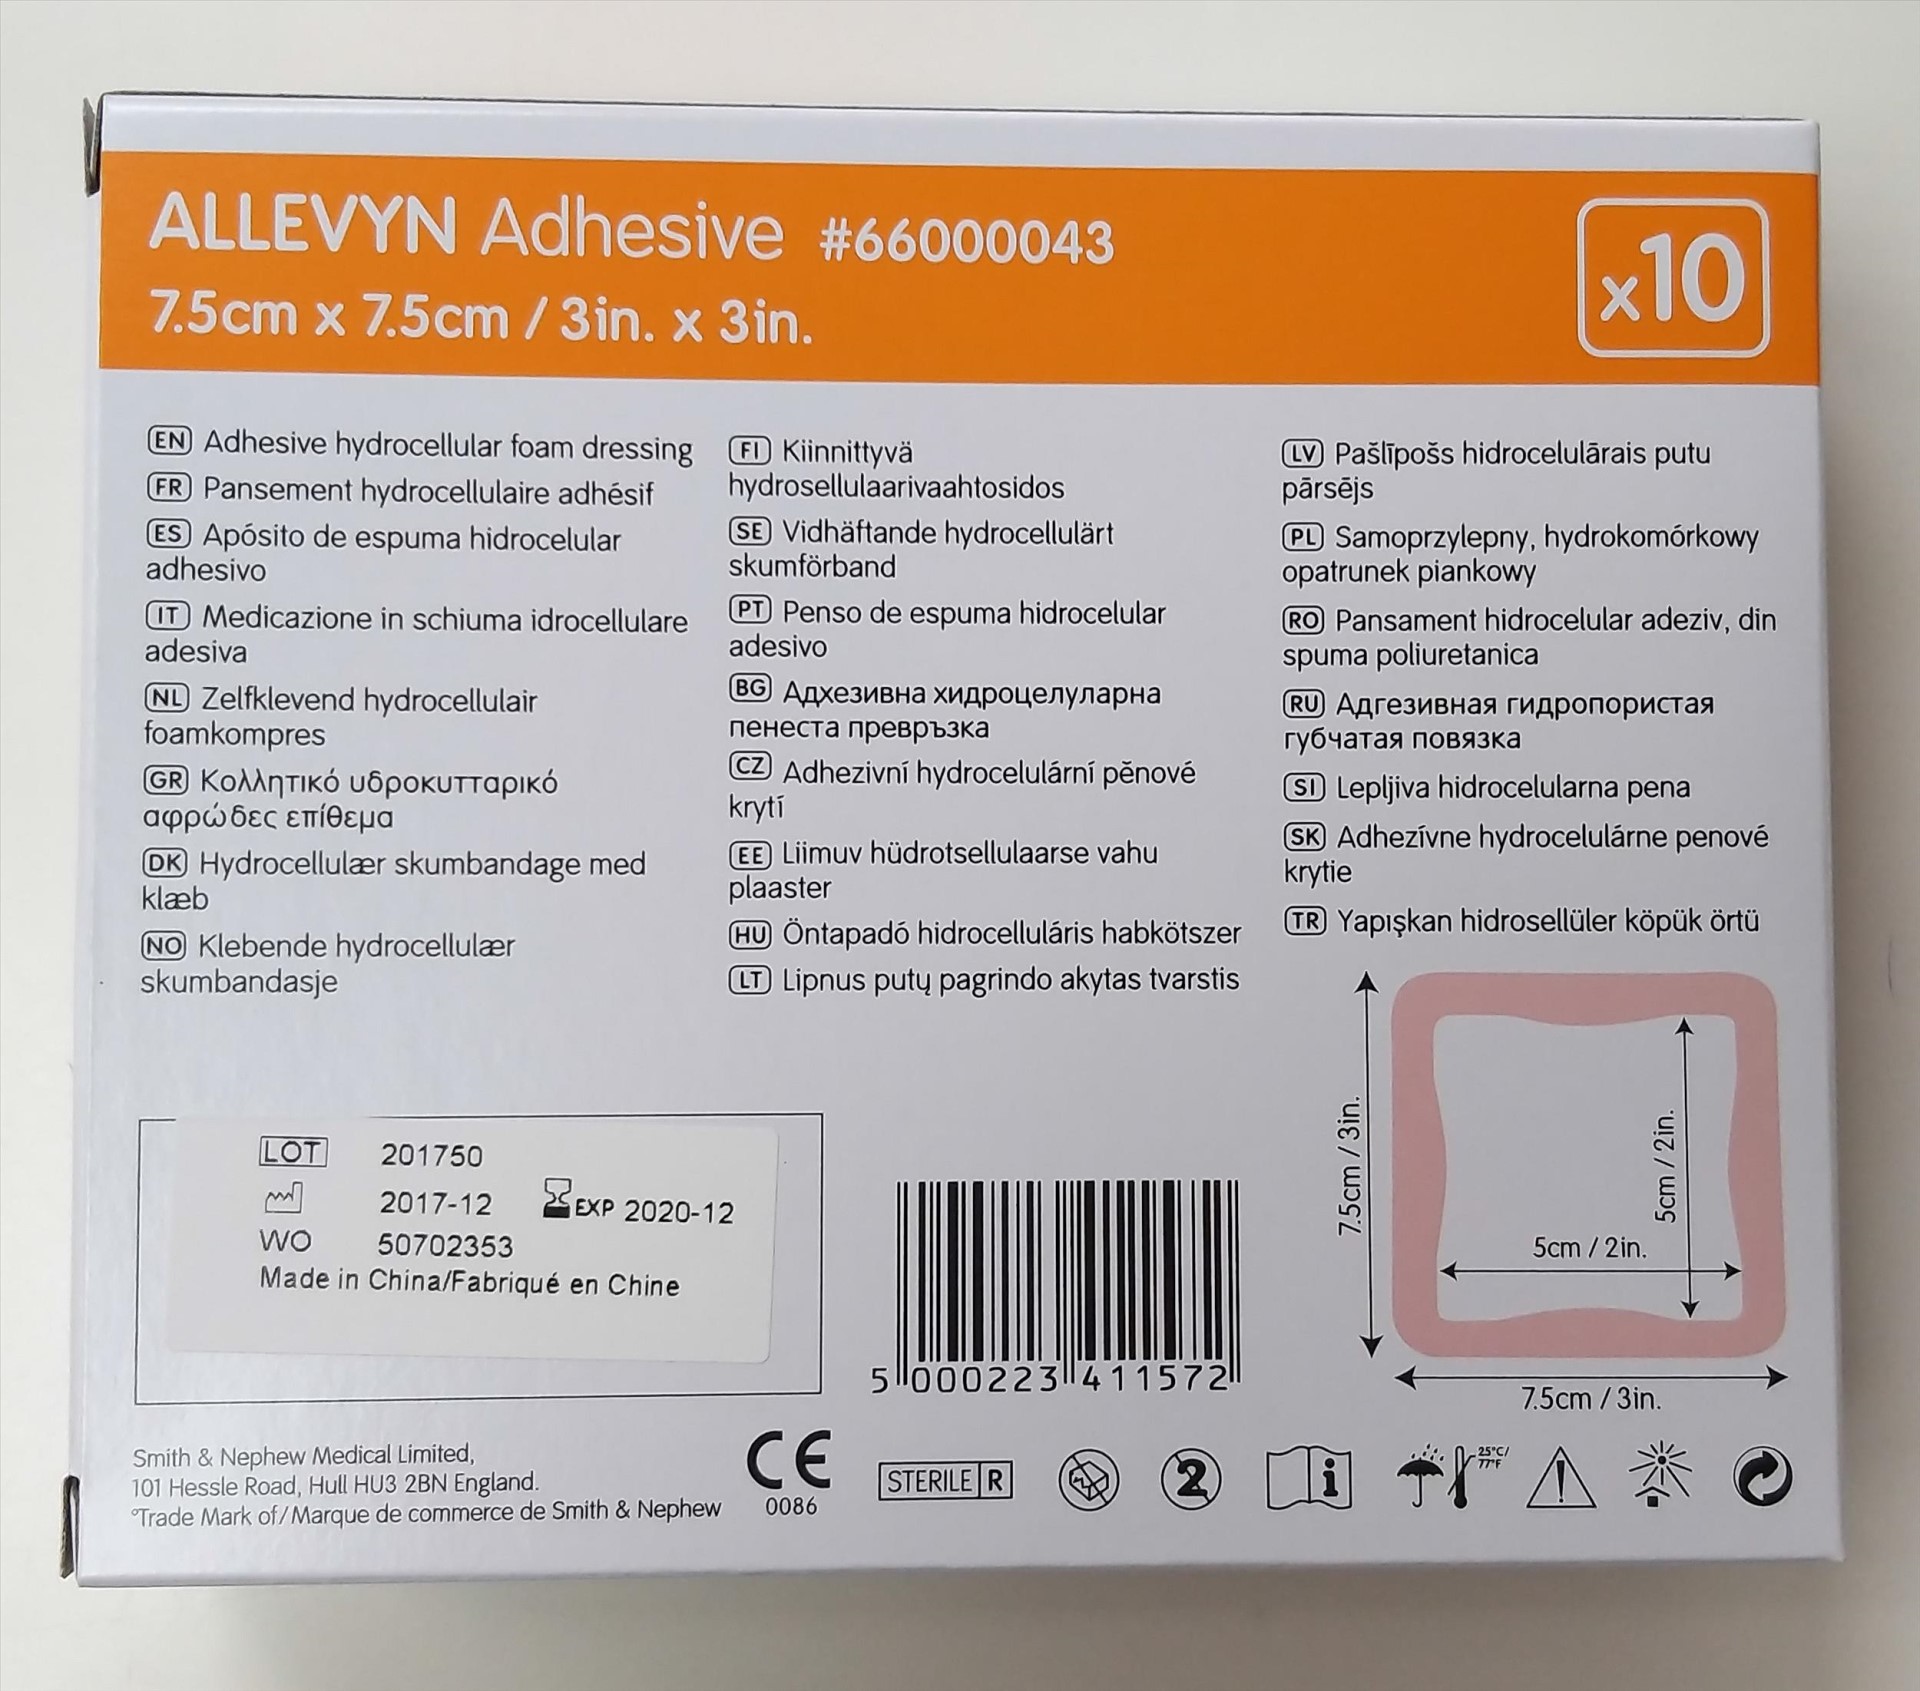 ALLEVYN Adhesive #66000043
7.5cm x 7.5cm / 3in. x 3in.
x10
EN Adhesive hydrocellular foam dressing
FR Pansement hydrocellulaire adhésif
ES Apósito de espuma hidrocelular
adhesivo
IT Medicazione in schiuma idrocellulare
adesiva
NL Zelfklevend hydrocellulair
foamkompres
GR Κολλητικό υδροκυτταρικό
αφρώδες επίθεμα
DK Hydrocellulær skumbandage med
klæb
NO Klebende hydrocellulær
skumbandasje
FI Kiinnittyvä
hydrosellulaarivaahtosidos
SE Vidhäftande hydrocellulärt
skumförband
PT Penso de espuma hidrocelular
adesivo
BG Адхезивна хидроцелуларна
пенеста превръзка
CZ Adhezivní hydrocelulární pěnové
krytí
EE Liimuv hüdrotsellulaarse vahu
plaaster
HU Öntapadó hidrocelluláris habkötszer
LT Lipnus putų pagrindo akytas tvarstis
LV Pašlīpošs hidrocelulārais putu
pārsējs
PL Samoprzylepny, hydrokomórkowy
opatrunek piankowy
RO Pansament hidrocelular adeziv, din
spuma poliuretanica
RU Адгезивная гидропористая
губчатая повязка
SI Lepljiva hidrocelularna pena
SK Adhezívne hydrocelulárne penové
krytie
TR Yapışkan hidrosellüler köpük örtü
7.5cm / 3in.
5cm / 2in.
5cm / 2in.
7.5cm / 3in.
LOT 201750
2017-12 EXP 2020-12
WO 50702353
Made in China/Fabriqué en Chine
5 000223 411572
Smith & Nephew Medical Limited,
101 Hessle Road, Hull HU3 2BN England.
°Trade Mark of/Marque de commerce de Smith & Nephew
CE
0086
STERILE R
2
i
25°C/
77°F
!